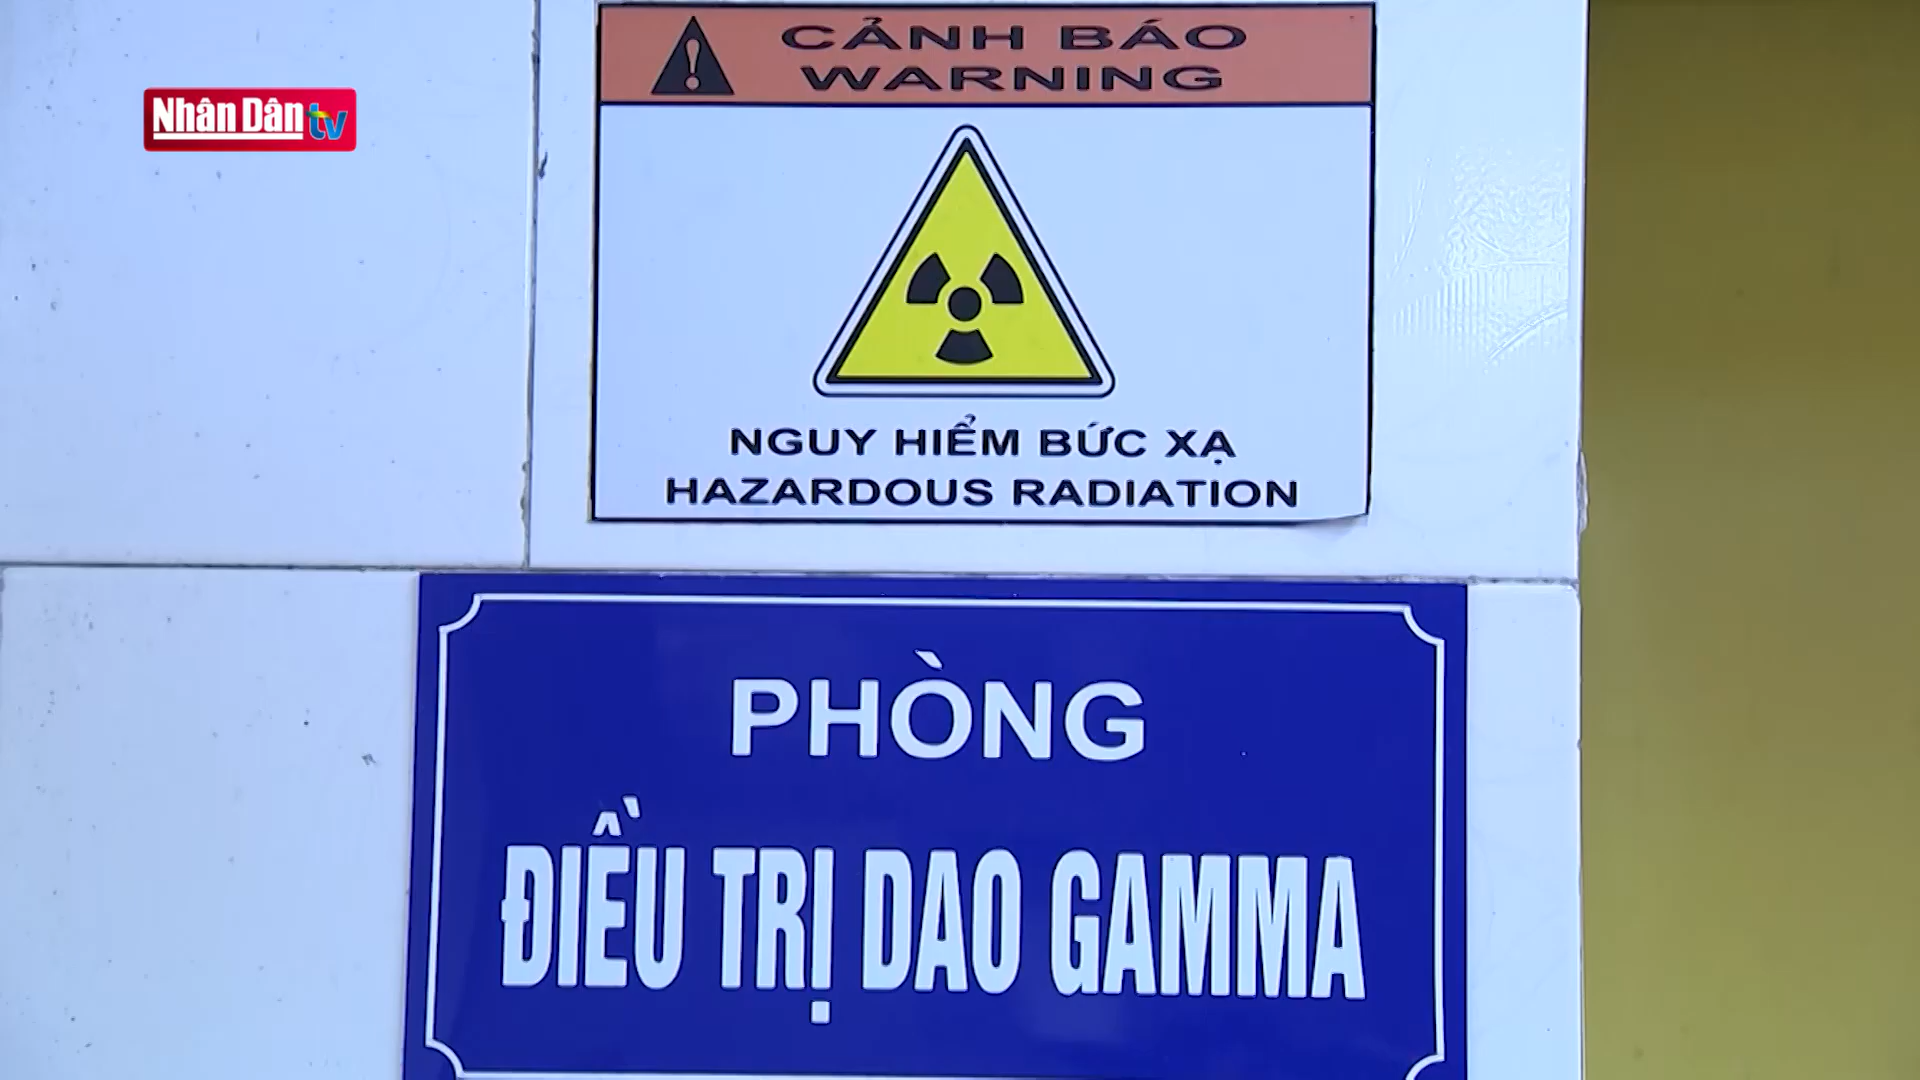 Nhân Dân tv
CẢNH BÁO
WARNING
NGUY HIỂM BỨC XẠ
HAZARDOUS RADIATION
PHÒNG
ĐIỀU TRỊ DAO GAMMA